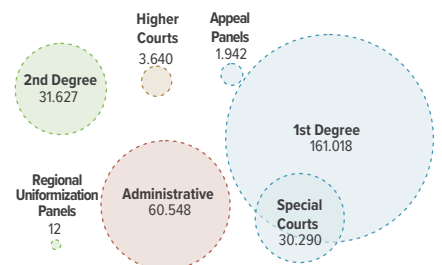 Higher
Courts
3.640
Appeal
Panels
1.942
2nd Degree
31.627
1st Degree
161.018
Regional
Uniformization
Panels
12
Administrative
60.548
Special
Courts
30.290